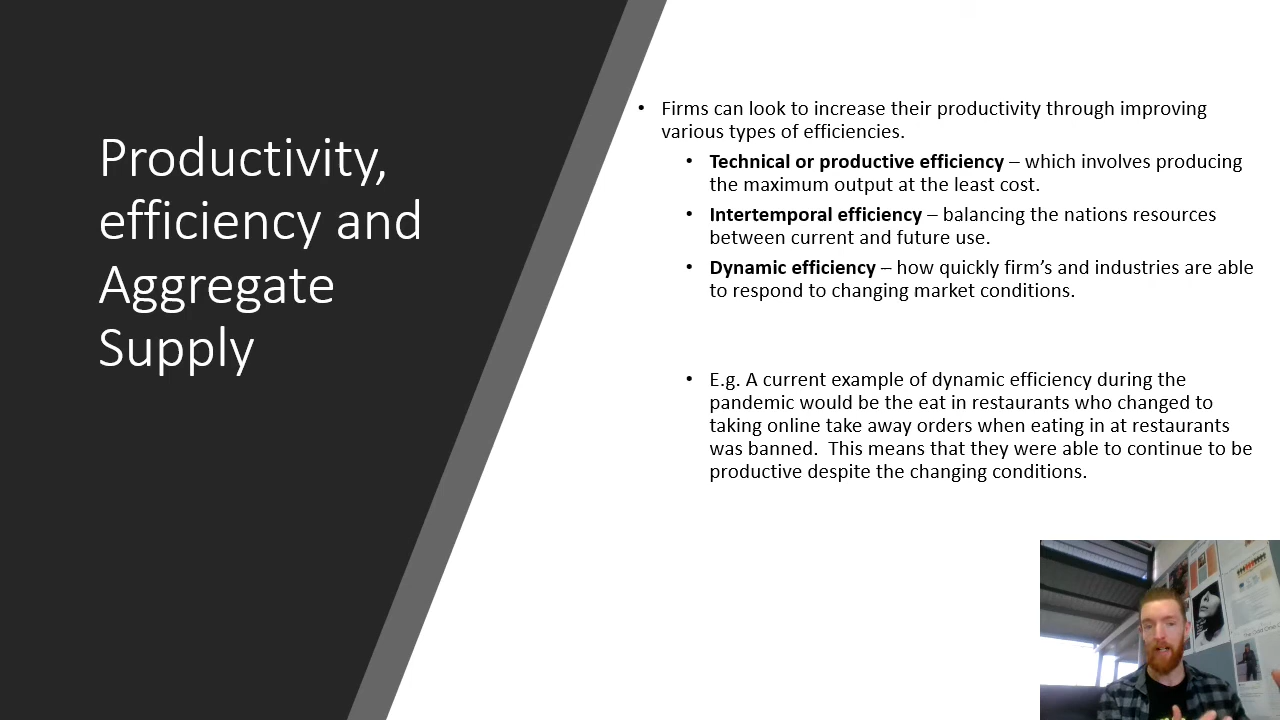 Productivity,
efficiency and
Aggregate
Supply
• Firms can look to increase their productivity through improving
various types of efficiencies.
• Technical or productive efficiency – which involves producing
the maximum output at the least cost.
• Intertemporal efficiency – balancing the nations resources
between current and future use.
• Dynamic efficiency – how quickly firm's and industries are able
to respond to changing market conditions.
• E.g. A current example of dynamic efficiency during the
pandemic would be the eat in restaurants who changed to
taking online take away orders when eating in at restaurants
was banned.  This means that they were able to continue to be
productive despite the changing conditions.